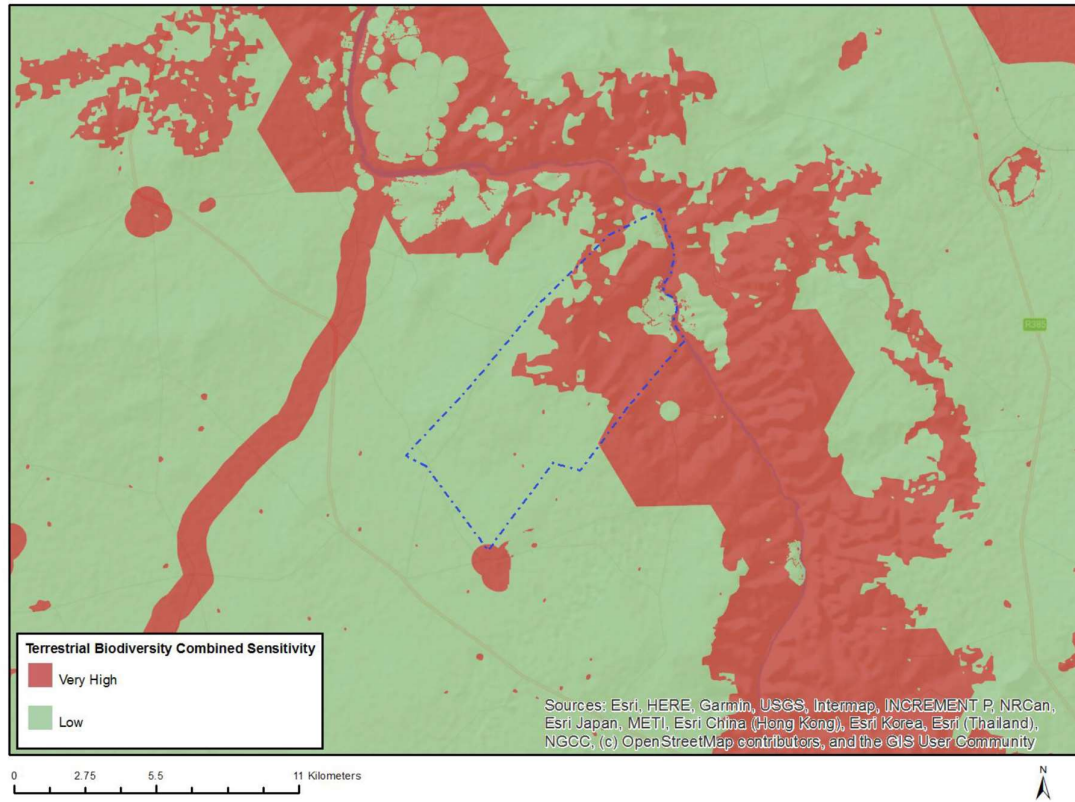 Terrestrial Biodiversity Combined Sensitivity
Very High
Low
Sources: Esri, HERE, Garmin, USGS, Intermap, INCREMENT P, NRCan,
Esri Japan, METI, Esri China (Hong Kong), Esri Korea, Esri (Thailand),
NGCC, (c) OpenStreetMap contributors, and the GIS User Community
0 2.75 5.5 11 Kilometers
N